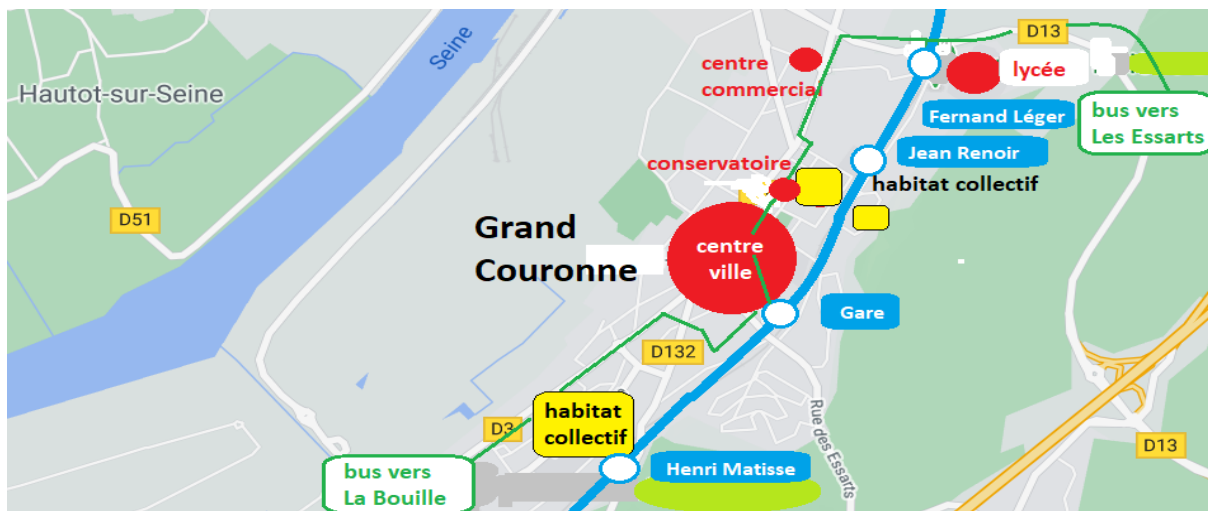 D13
Seine
centre
commercial
lycée
Hautot-sur-Seine
bus vers
Les Essarts
Fernand Léger
Jean Renoir
conservatoire
habitat collectif
D51
Grand
Couronne
centre
ville
Gare
D132
habitat
collectif
D3
Rue des Essarts
D13
bus vers
La Bouille
Henri Matisse